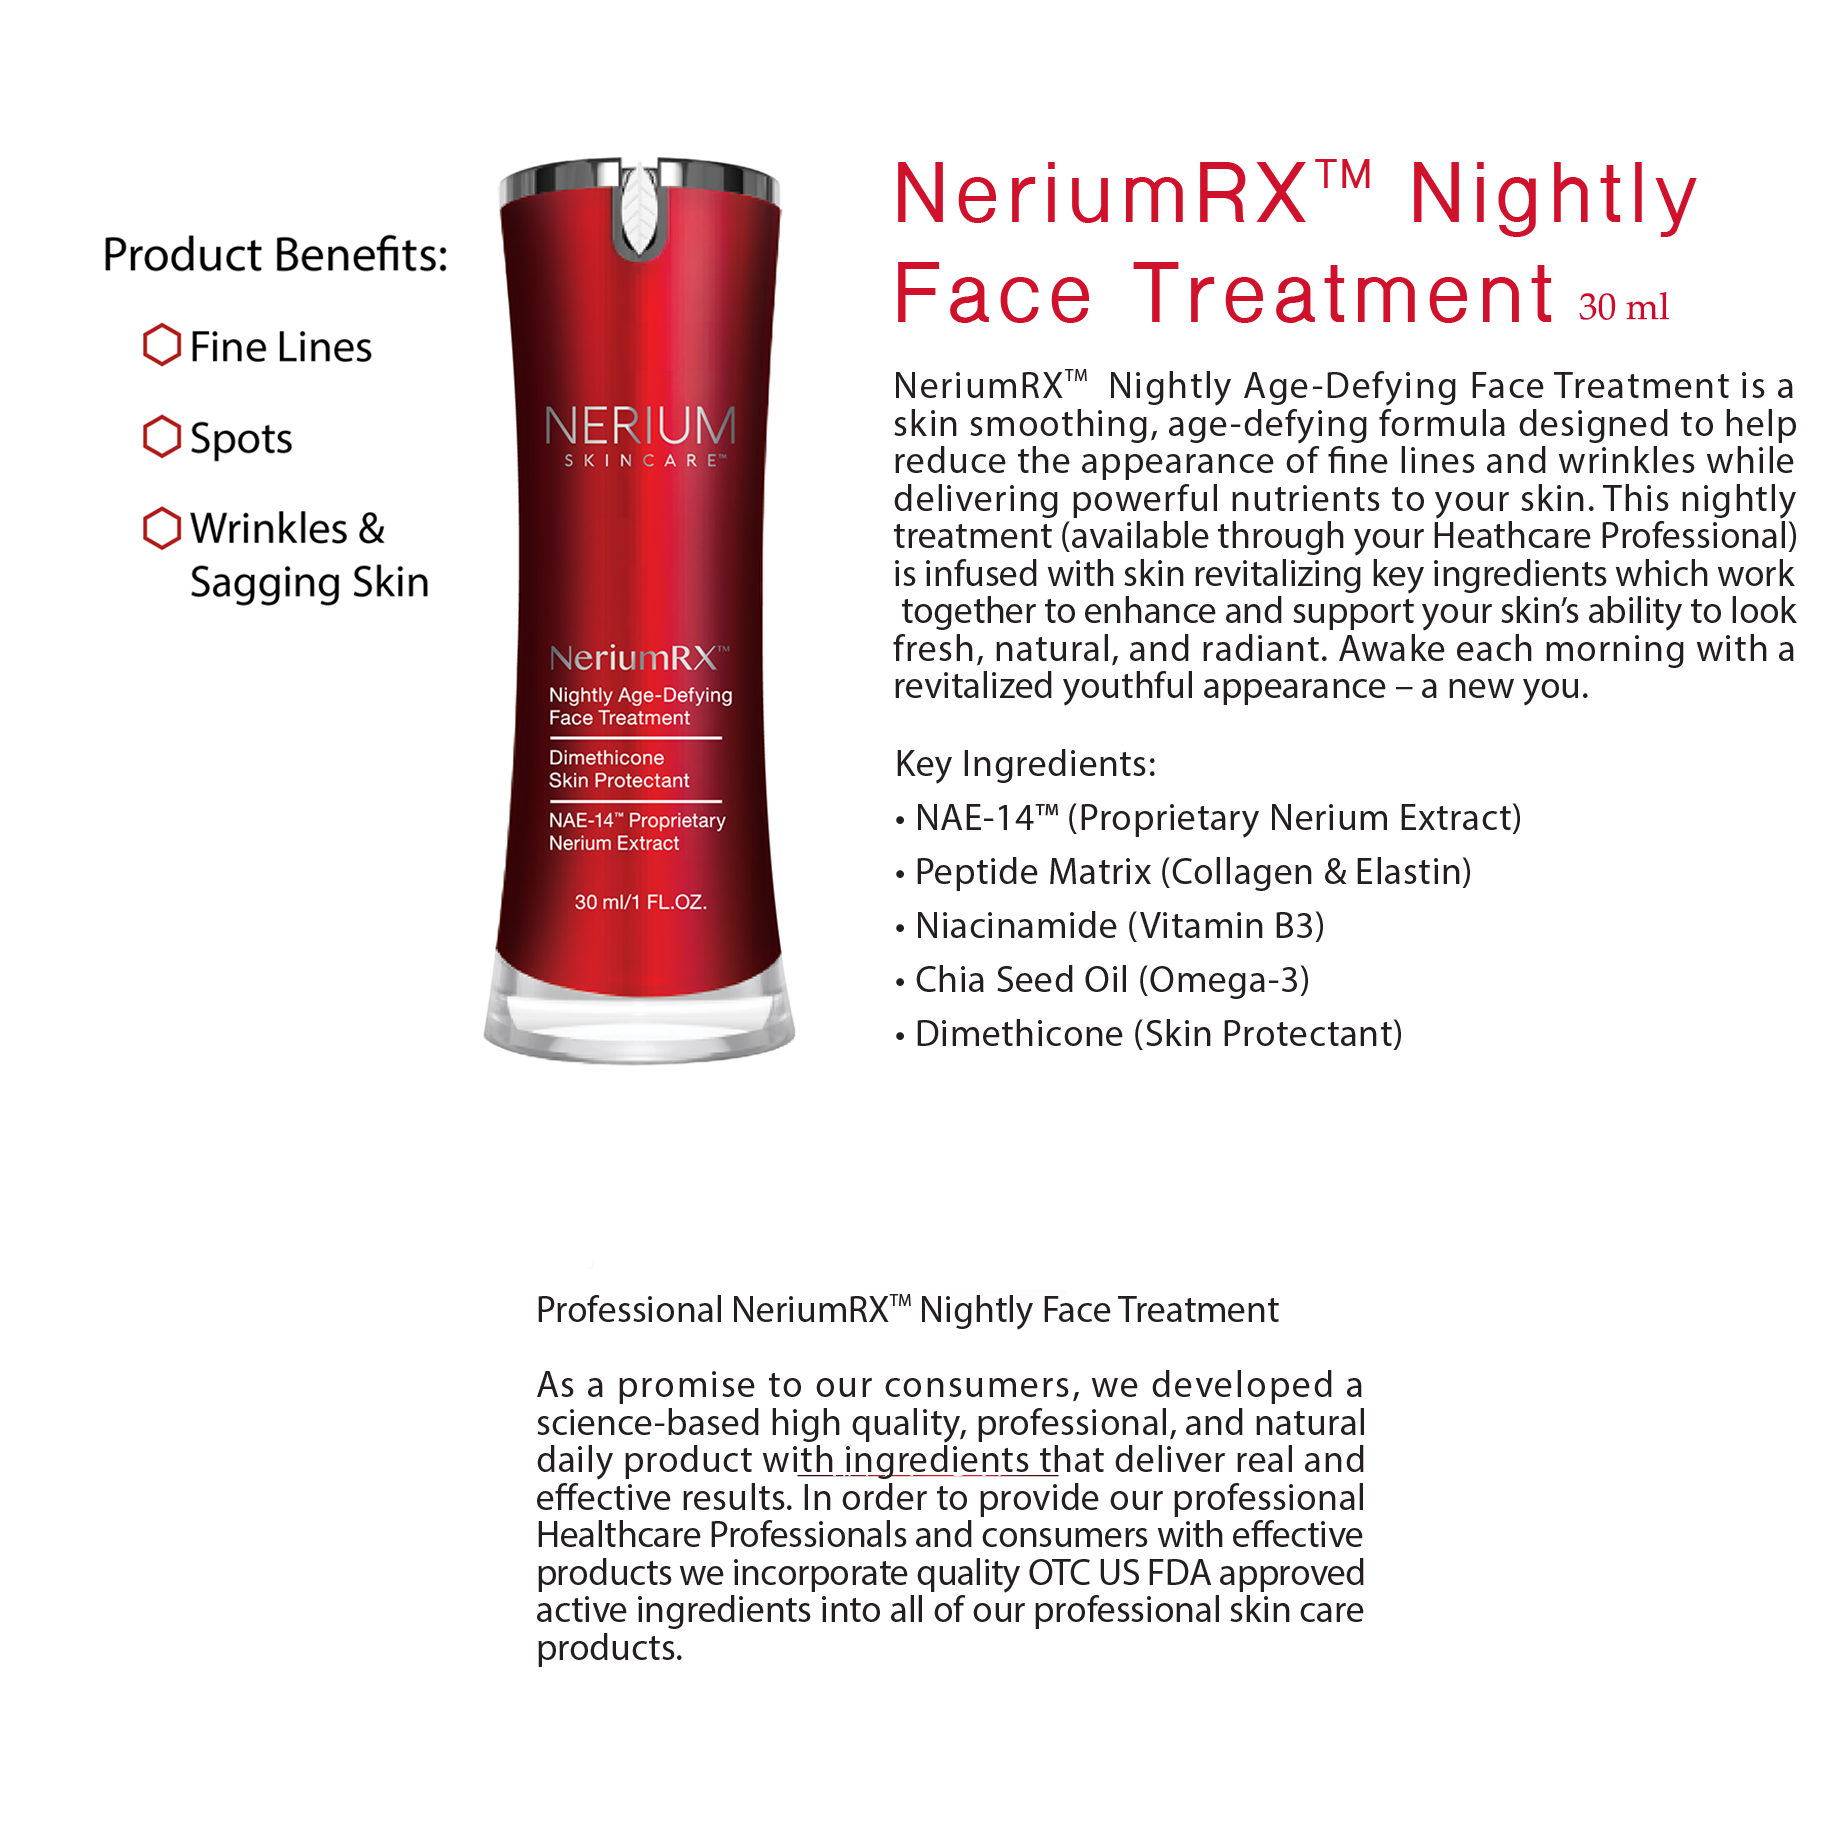 Product Benefits:
Fine Lines
Spots
Wrinkles &
Sagging Skin
NERIUM
SKINCARE™
NeriumRX™
Nightly Age-Defying
Face Treatment
Dimethicone
Skin Protectant
NAE-14™ Proprietary
Nerium Extract
30 ml/1 FL.OZ.
NeriumRX™ Nightly
Face Treatment 30 ml
NeriumRX™ Nightly Age-Defying Face Treatment is a
skin smoothing, age-defying formula designed to help
reduce the appearance of fine lines and wrinkles while
delivering powerful nutrients to your skin. This nightly
treatment (available through your Heathcare Professional)
is infused with skin revitalizing key ingredients which work
together to enhance and support your skin's ability to look
fresh, natural, and radiant. Awake each morning with a
revitalized youthful appearance – a new you.
Key Ingredients:
• NAE-14™ (Proprietary Nerium Extract)
• Peptide Matrix (Collagen & Elastin)
• Niacinamide (Vitamin B3)
• Chia Seed Oil (Omega-3)
• Dimethicone (Skin Protectant)
Professional NeriumRX™ Nightly Face Treatment
As a promise to our consumers, we developed a
science-based high quality, professional, and natural
daily product with ingredients that deliver real and
effective results. In order to provide our professional
Healthcare Professionals and consumers with effective
products we incorporate quality OTC US FDA approved
active ingredients into all of our professional skin care
products.